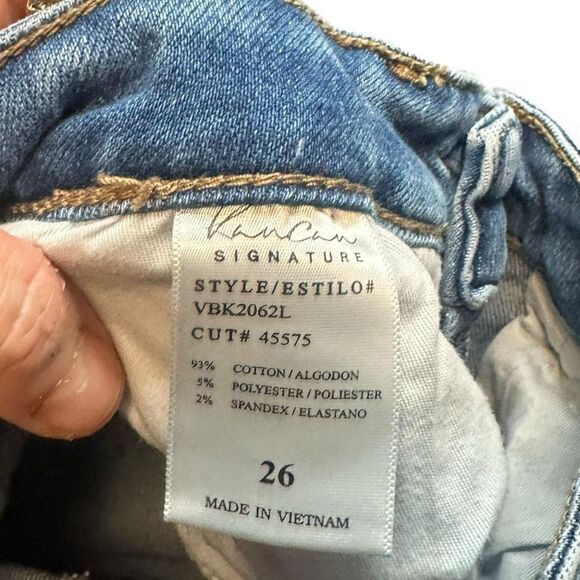 KanCan
SIGNATURE
STYLE/ESTILO#
VBK2062L
CUT# 45575
93% COTTON/ALGODON
5% POLYESTER/POLIESTER
2% SPANDEX/ELASTANO
26
MADE IN VIETNAM